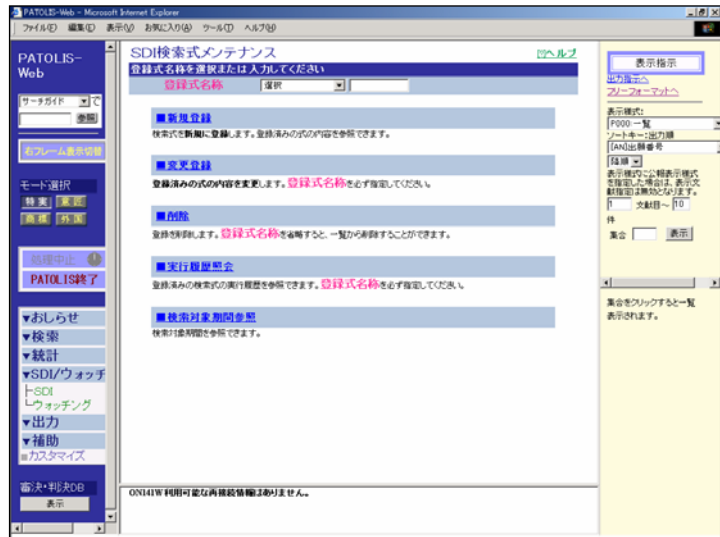 PATOLIS-Web - Microsoft Internet Explorer
ファイル(F) 編集(E) 表示(V) お気に入り(A) ツール(T) ヘルプ(H)
PATOLIS-
Web
サーチガイド で
参照
右フレーム表示切替
モード選択
特実 意匠
商標 外国
処理中止
PATOLIS終了
▼おしらせ
▼検索
▼統計
▼SDI/ウォッチ
├SDI
└ウォッチング
▼出力
▼補助
■カスタマイズ
審決・判決DB
表示
SDI検索式メンテナンス
ヘルプ
登録式名称を選択または入力してください
登録式名称 選択
■新規登録
検索式を新規に登録します。登録済みの式の内容を参照できます。
■変更登録
登録済みの式の内容を変更します。登録式名称を必ず指定してください。
■削除
登録を削除します。登録式名称を省略すると、一覧から削除することができます。
■実行履歴照会
登録済みの検索式の実行履歴を参照できます。登録式名称を必ず指定してください。
■検索対象期間参照
検索対象期間を参照できます。
ON141W 利用可能な再接続情報はありません。
表示指示
出力指示へ
フリーフォーマットへ
表示様式:
P000:一覧
ソートキー:出力順
[AN]出願番号
降順
表示様式に公報表示様式
を指定した場合は、表示文
献指定は無効となります。
1 文献目～ 10
件
集合 表示
集合をクリックすると一覧
表示されます。